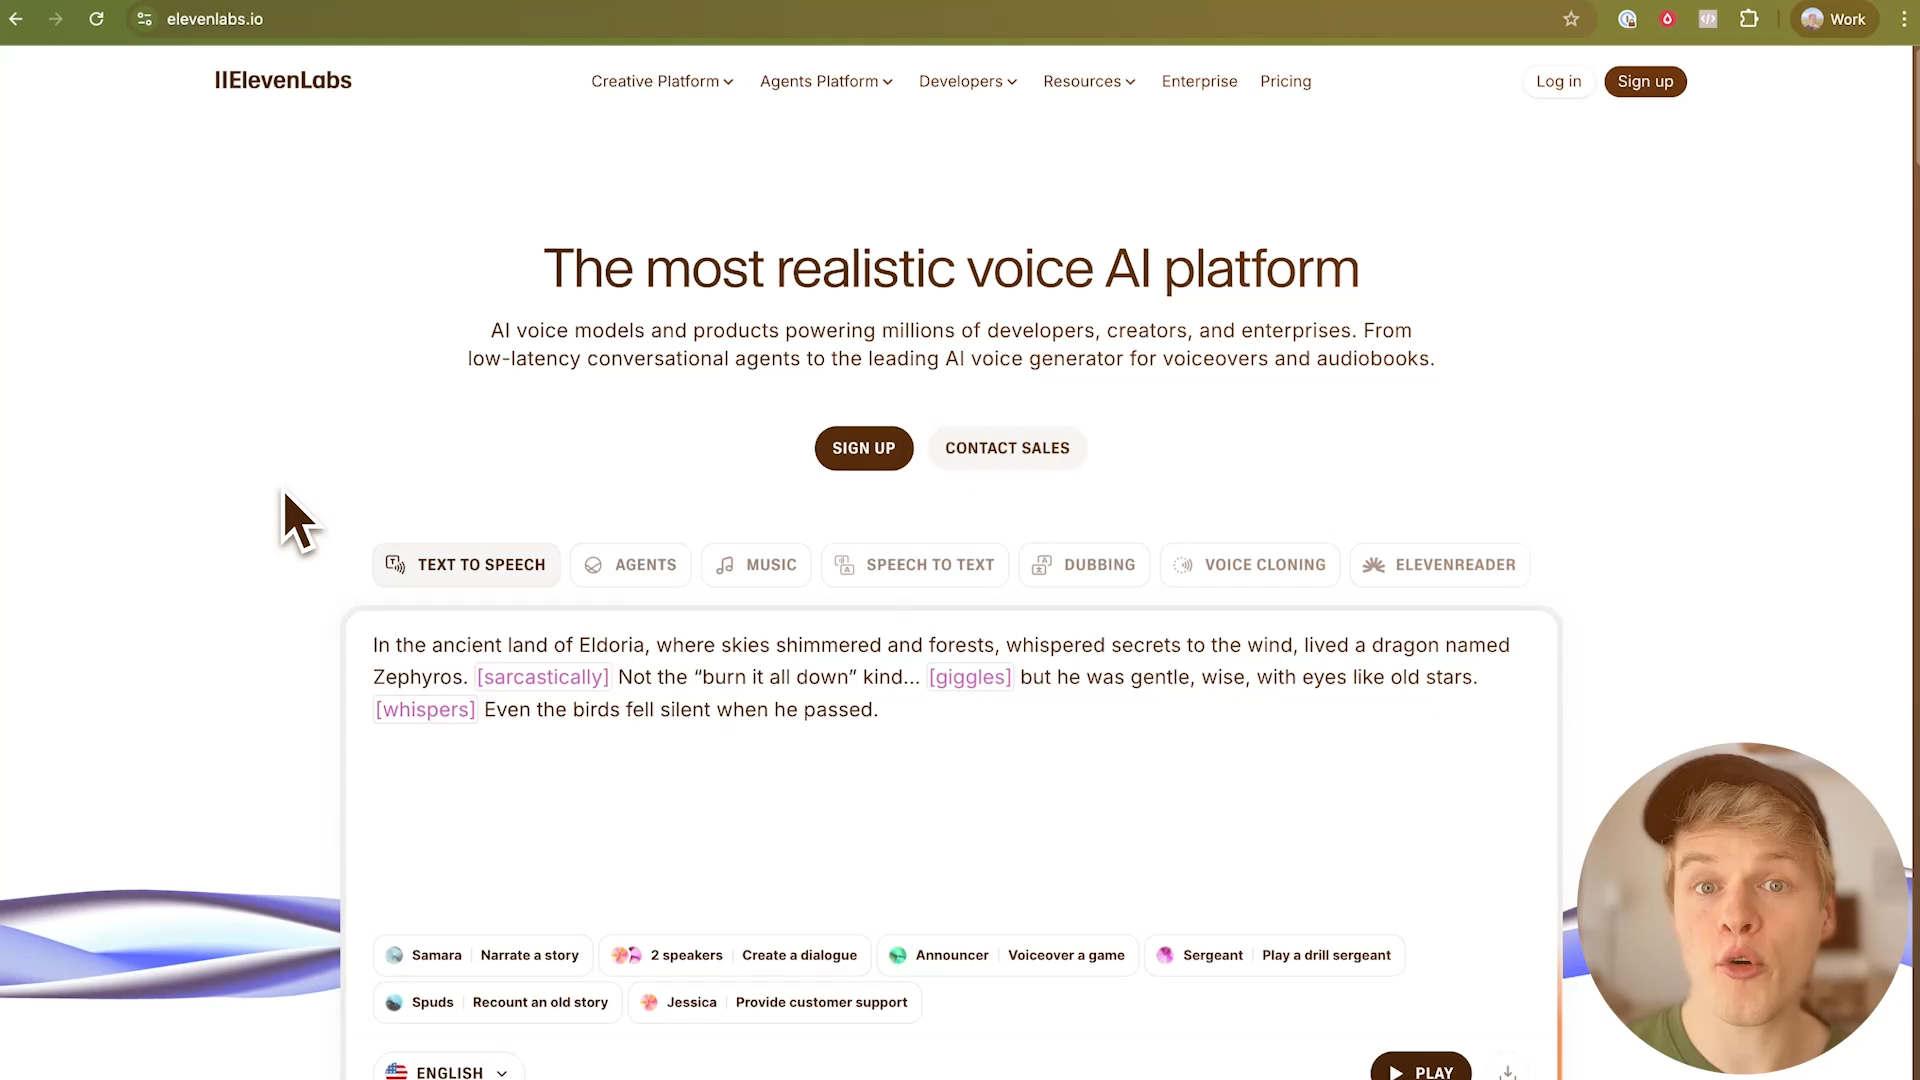 elevenlabs.io
Work
IIElevenLabs
Creative Platform
Agents Platform
Developers
Resources
Enterprise
Pricing
Log in
Sign up
The most realistic voice AI platform
AI voice models and products powering millions of developers, creators, and enterprises. From
low-latency conversational agents to the leading AI voice generator for voiceovers and audiobooks.
SIGN UP
CONTACT SALES
TEXT TO SPEECH
AGENTS
MUSIC
SPEECH TO TEXT
DUBBING
VOICE CLONING
ELEVENREADER
In the ancient land of Eldoria, where skies shimmered and forests, whispered secrets to the wind, lived a dragon named
Zephyros. [sarcastically] Not the “burn it all down” kind... [giggles] but he was gentle, wise, with eyes like old stars.
[whispers] Even the birds fell silent when he passed.
Samara Narrate a story
2 speakers Create a dialogue
Announcer Voiceover a game
Sergeant Play a drill sergeant
Spuds Recount an old story
Jessica Provide customer support
ENGLISH
PLAY